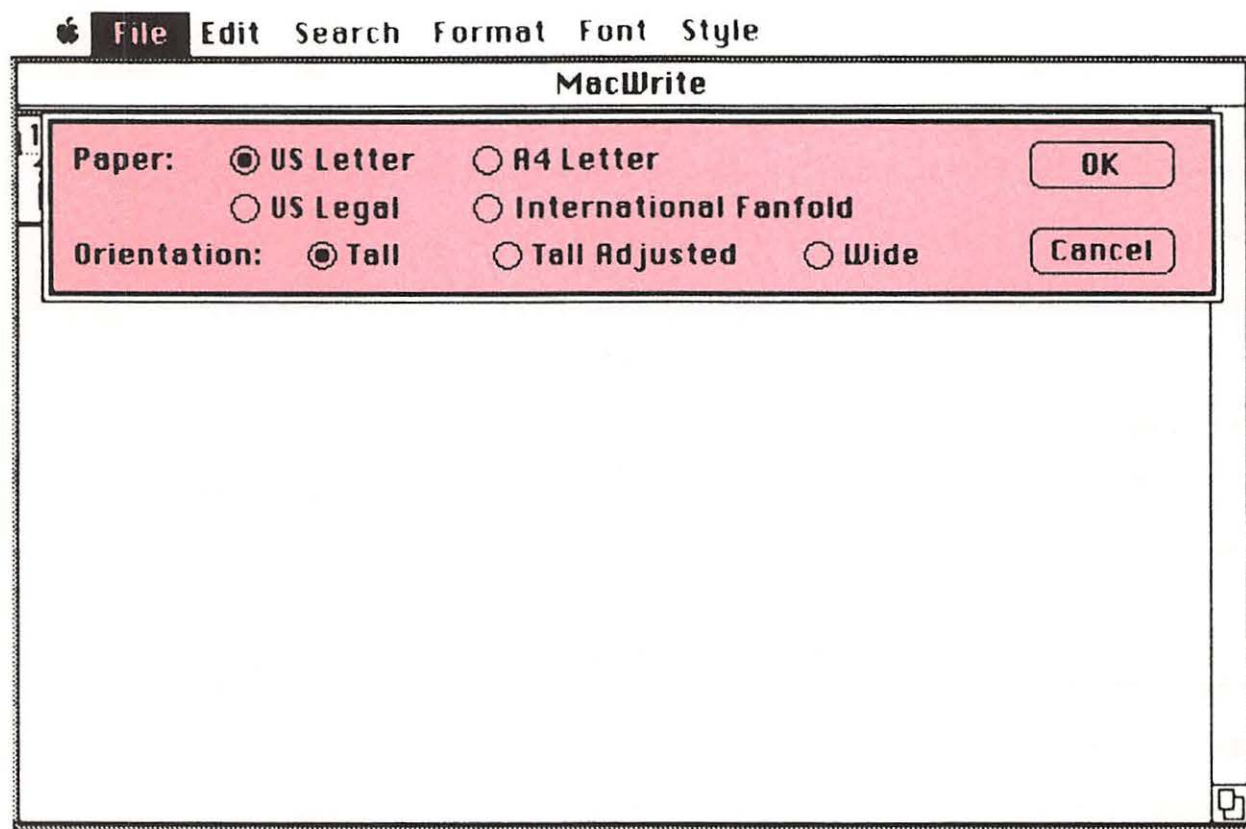 File Edit Search Format Font Style
MacWrite
1
Paper: US Letter A4 Letter OK
US Legal International Fanfold
Orientation: Tall Tall Adjusted Wide Cancel